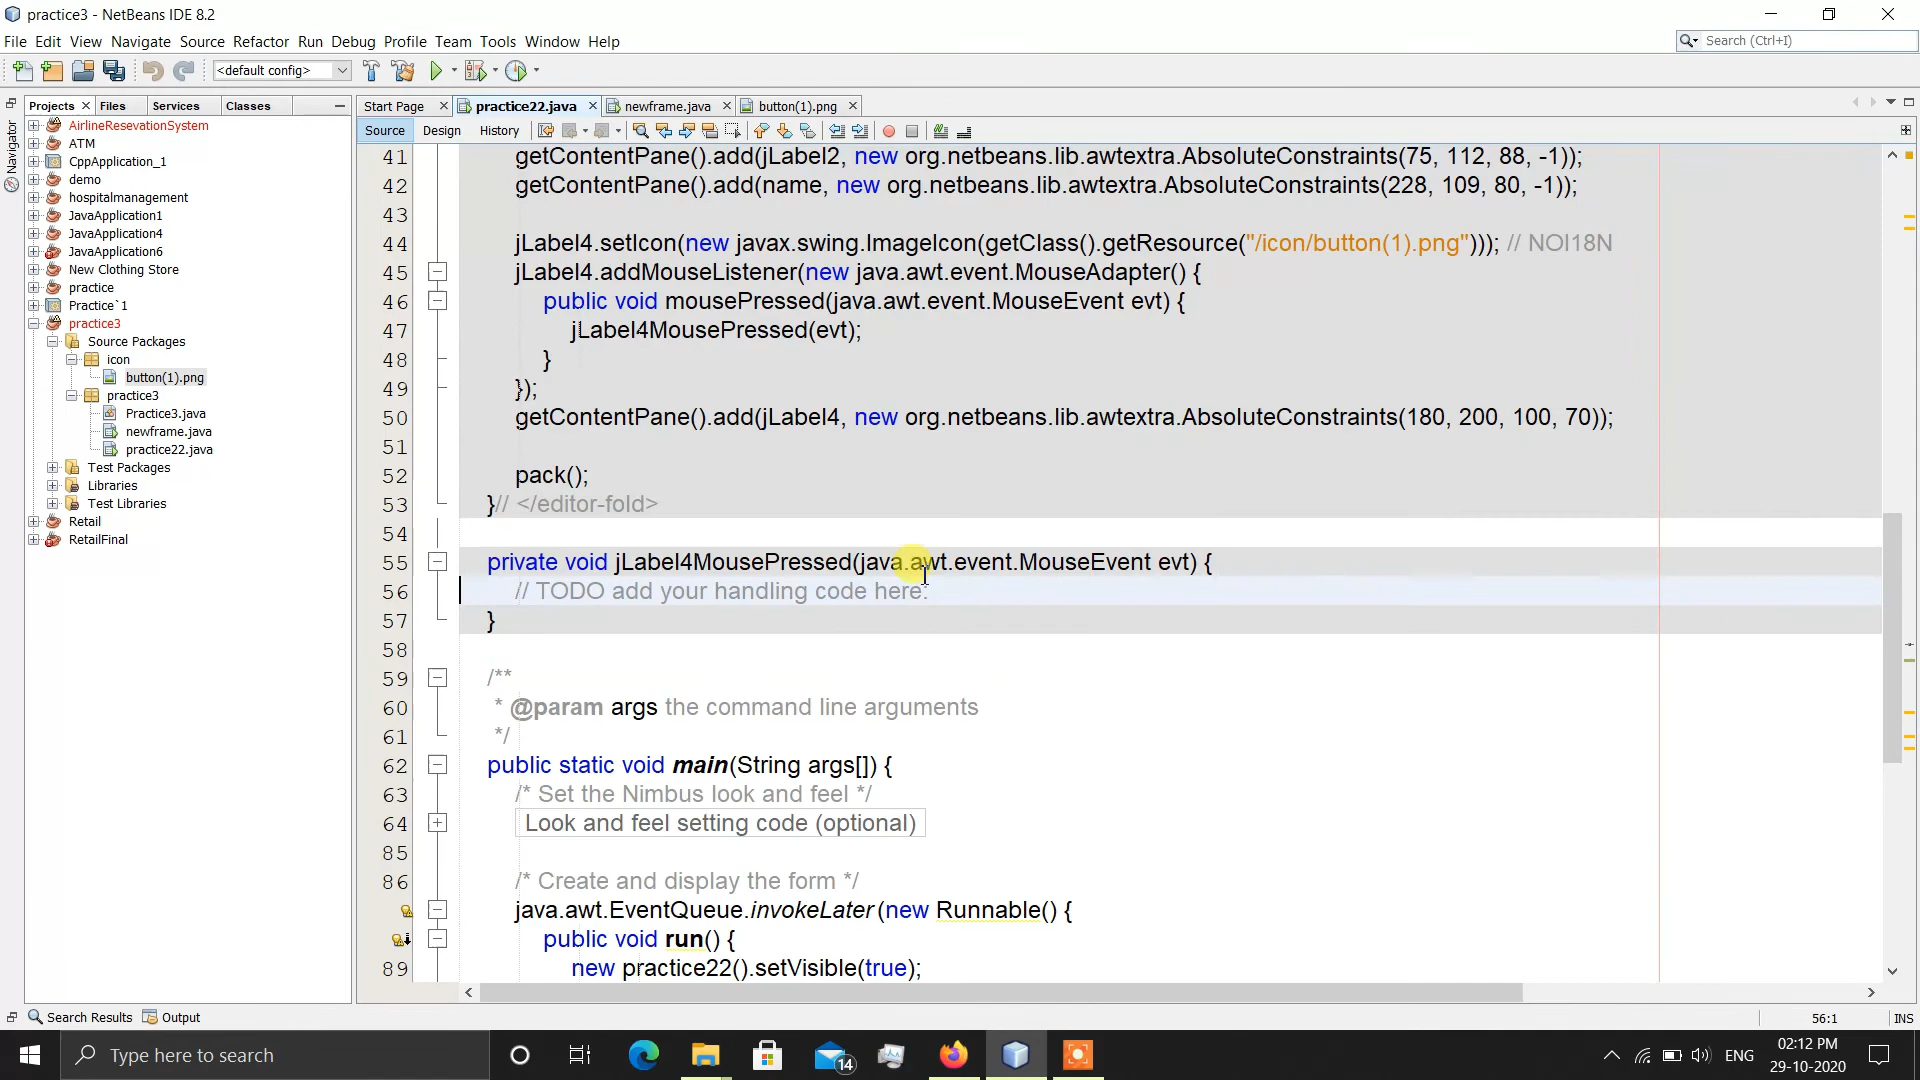 practice3 - NetBeans IDE 8.2
File Edit View Navigate Source Refactor Run Debug Profile Team Tools Window Help
Search (Ctrl+I)
<default config>
Projects Files Services Classes
Start Page practice22.java newframe.java button(1).png
Source Design History
Navigator
AirlineResevationSystem
ATM
CppApplication_1
demo
hospitalmanagement
JavaApplication1
JavaApplication4
JavaApplication6
New Clothing Store
practice
Practice`1
practice3
Source Packages
icon
button(1).png
practice3
Practice3.java
newframe.java
practice22.java
Test Packages
Libraries
Test Libraries
Retail
RetailFinal
41 getContentPane().add(jLabel2, new org.netbeans.lib.awtextra.AbsoluteConstraints(75, 112, 88, -1));
42 getContentPane().add(name, new org.netbeans.lib.awtextra.AbsoluteConstraints(228, 109, 80, -1));
43
44 jLabel4.setIcon(new javax.swing.ImageIcon(getClass().getResource("/icon/button(1).png"))); // NOI18N
45 jLabel4.addMouseListener(new java.awt.event.MouseAdapter() {
46 public void mousePressed(java.awt.event.MouseEvent evt) {
47 jLabel4MousePressed(evt);
48 }
49 });
50 getContentPane().add(jLabel4, new org.netbeans.lib.awtextra.AbsoluteConstraints(180, 200, 100, 70));
51
52 pack();
53 }// </editor-fold>
54
55 private void jLabel4MousePressed(java.awt.event.MouseEvent evt) {
56 // TODO add your handling code here:
57 }
58
59 /**
60 * @param args the command line arguments
61 */
62 public static void main(String args[]) {
63 /* Set the Nimbus look and feel */
64 Look and feel setting code (optional)
85
86 /* Create and display the form */
java.awt.EventQueue.invokeLater(new Runnable() {
public void run() {
89 new practice22().setVisible(true);
Search Results Output
56:1 INS
Type here to search
14
ENG
02:12 PM
29-10-2020